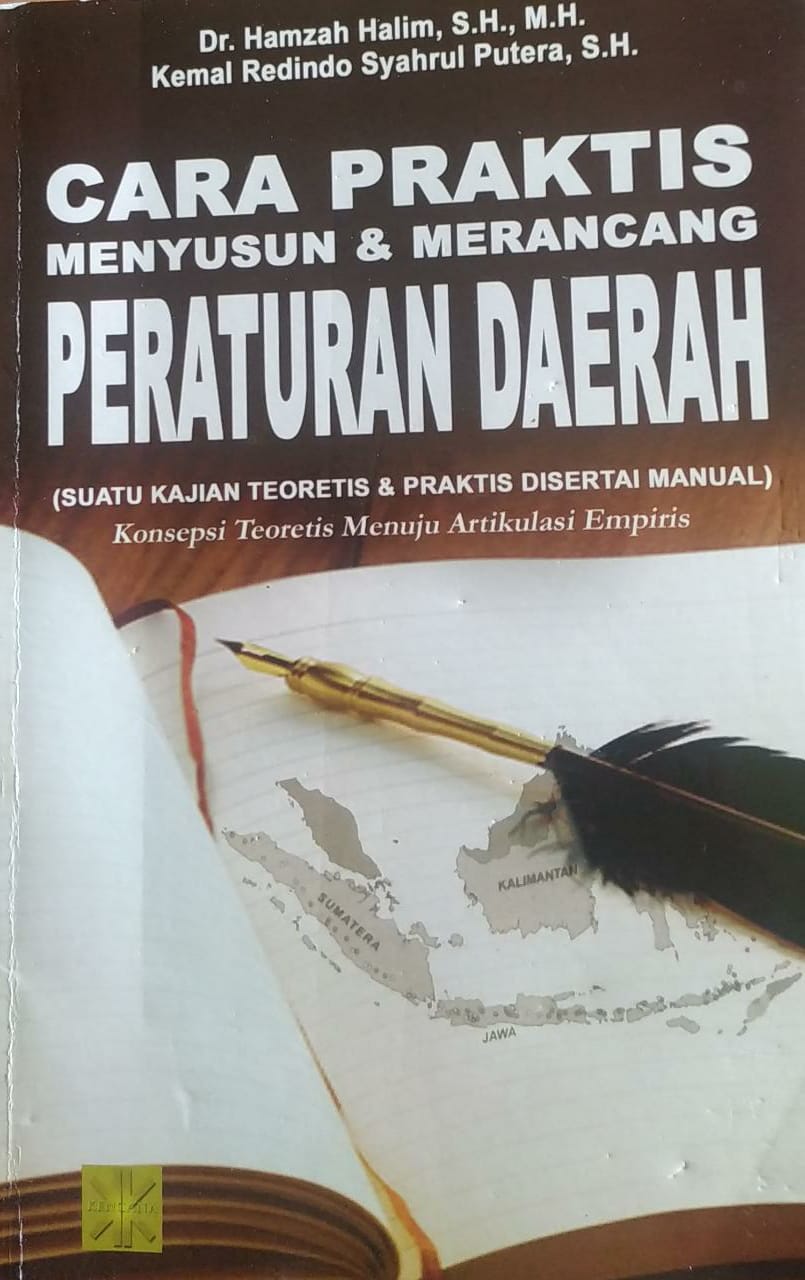 Dr. Hamzah Halim, S.H., M.H.
Kemal Redindo Syahrul Putera, S.H.
CARA PRAKTIS
MENYUSUN & MERANCANG
PERATURAN DAERAH
(SUATU KAJIAN TEORETIS & PRAKTIS DISERTAI MANUAL)
Konsepsi Teoretis Menuju Artikulasi Empiris
KALIMANTAN
SUMATERA
JAWA
KENCANA